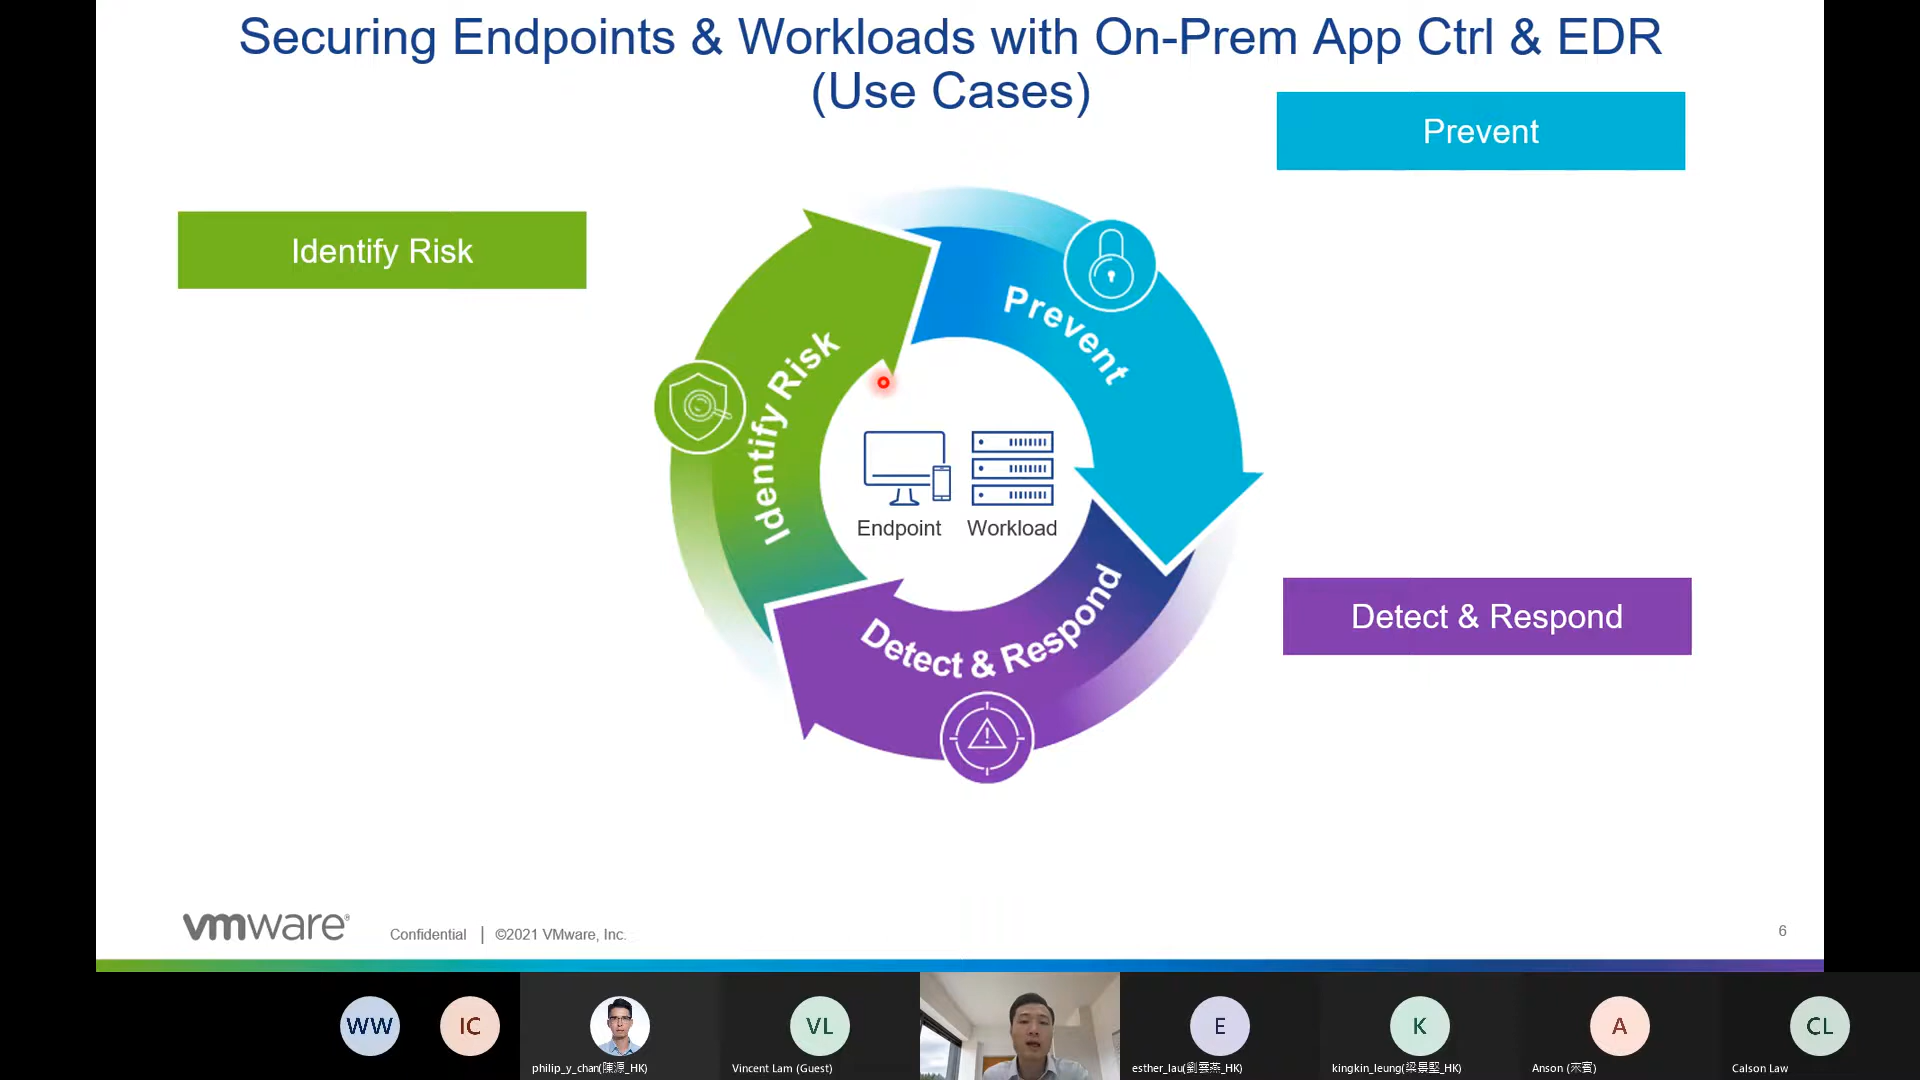 Securing Endpoints & Workloads with On-Prem App Ctrl & EDR
(Use Cases)
Prevent
Identify Risk
Prevent
Identify Risk
Endpoint Workload
Detect & Respond
Detect & Respond
vmware®
Confidential | ©2021 VMware, Inc.
6
WW
IC
VL
E
K
A
CL
philip_y_chan(陳源_HK)
Vincent Lam (Guest)
esther_lau(劉雲燕_HK)
kingkin_leung(梁景堅_HK)
Anson (來賓)
Calson Law